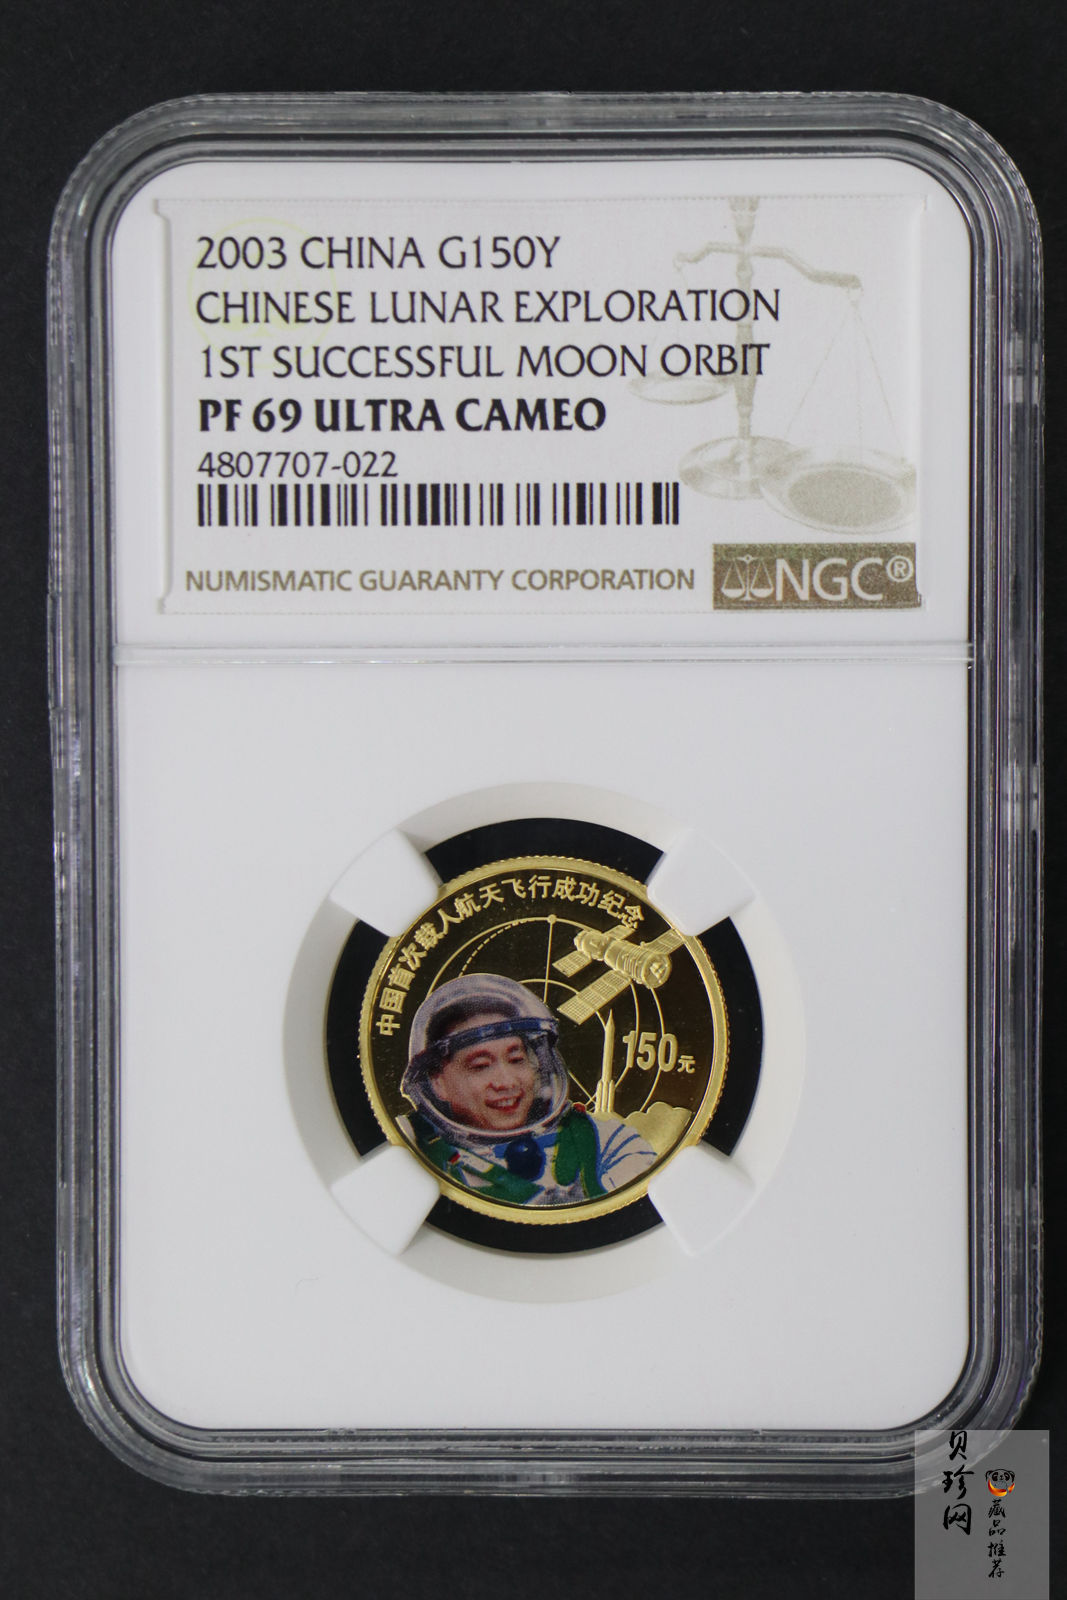 2003 CHINA G150Y
CHINESE LUNAR EXPLORATION
1ST SUCCESSFUL MOON ORBIT
PF 69 ULTRA CAMEO
4807707-022
NUMISMATIC GUARANTY CORPORATION
NGC®
中国首次载人航天飞行成功纪念
150元
贝珍网
藏品推荐